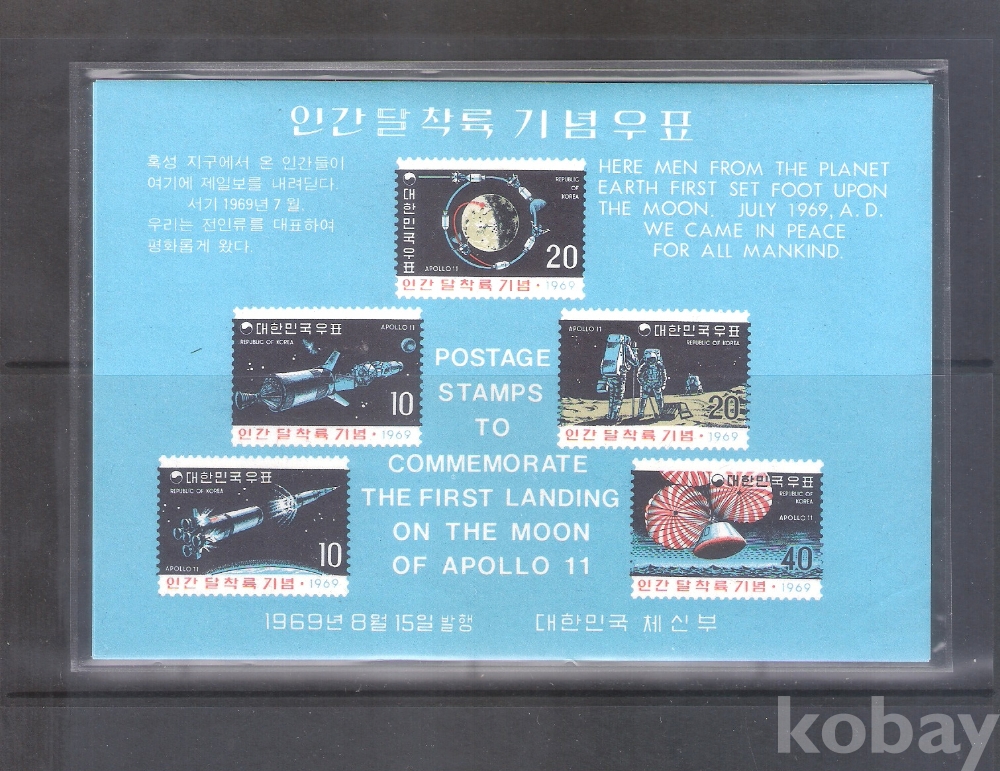 인간 달 착륙 기념 우표
혹성 지구에서 온 인간들이
여기에 제일보를 내려딛다.
서기 1969년 7월.
우리는 전인류를 대표하여
평화롭게 왔다.
HERE MEN FROM THE PLANET
EARTH FIRST SET FOOT UPON
THE MOON, JULY 1969, A. D.
WE CAME IN PEACE
FOR ALL MANKIND.
대한민국우표
REPUBLIC
OF
KOREA
APOLLO 11
20
인간 달 착륙 기념 · 1969
대한민국우표
APOLLO 11
REPUBLIC OF KOREA
10
인간 달 착륙 기념 · 1969
APOLLO 11
대한민국우표
REPUBLIC OF KOREA
20
인간 달 착륙 기념 · 1969
POSTAGE
STAMPS
TO
COMMEMORATE
THE FIRST LANDING
ON THE MOON
OF APOLLO 11
대한민국우표
REPUBLIC OF KOREA
APOLLO 11
10
인간 달 착륙 기념 · 1969
대한민국우표
REPUBLIC
OF
KOREA
APOLLO 11
40
인간 달 착륙 기념 · 1969
1969년 8월 15일 발행 대한민국 체신부
kobay